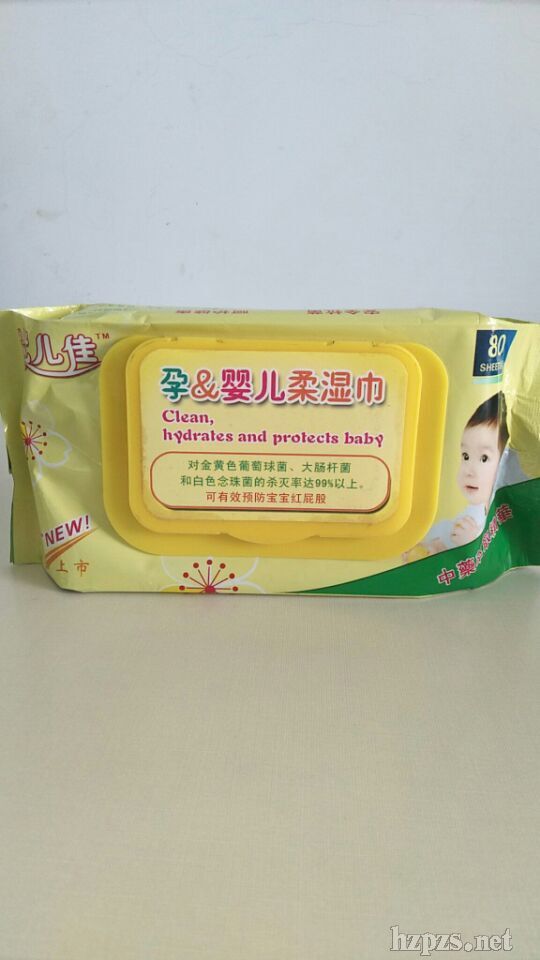 儿佳™
80
SHEETS
孕&婴儿柔湿巾
Clean,
hydrates and protects baby
对金黄色葡萄球菌、大肠杆菌
和白色念珠菌的杀灭率达99%以上。
可有效预防宝宝红屁股
NEW!
上市
中藥
hzpzs.net